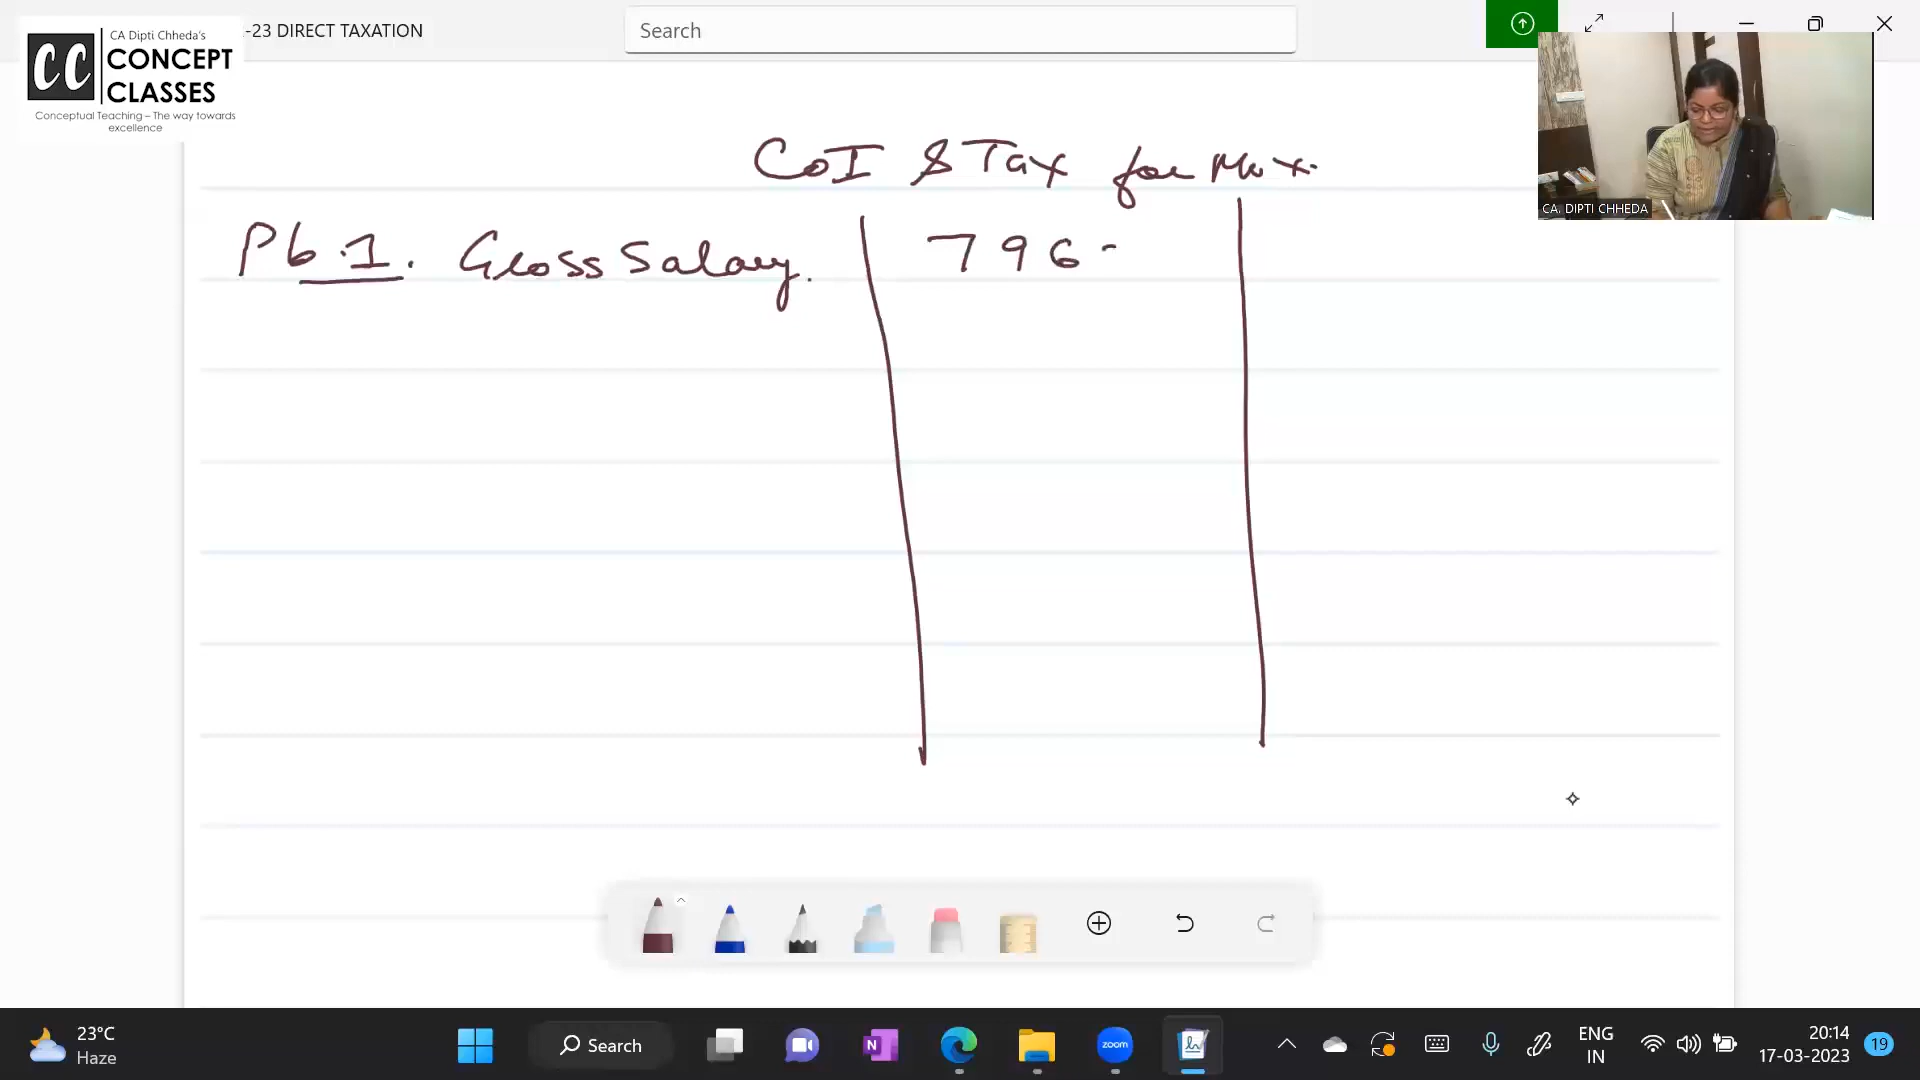 CA Dipti Chheda's
CC CONCEPT
CLASSES
Conceptual Teaching – The way towards
excellence
-23 DIRECT TAXATION
Search
CA. DIPTI CHHEDA
CoI & Tax for Mr X.
Pb.1. Gross Salary. 796-
23°C
Haze
Search
N
zoom
ENG
IN
20:14
17-03-2023
19